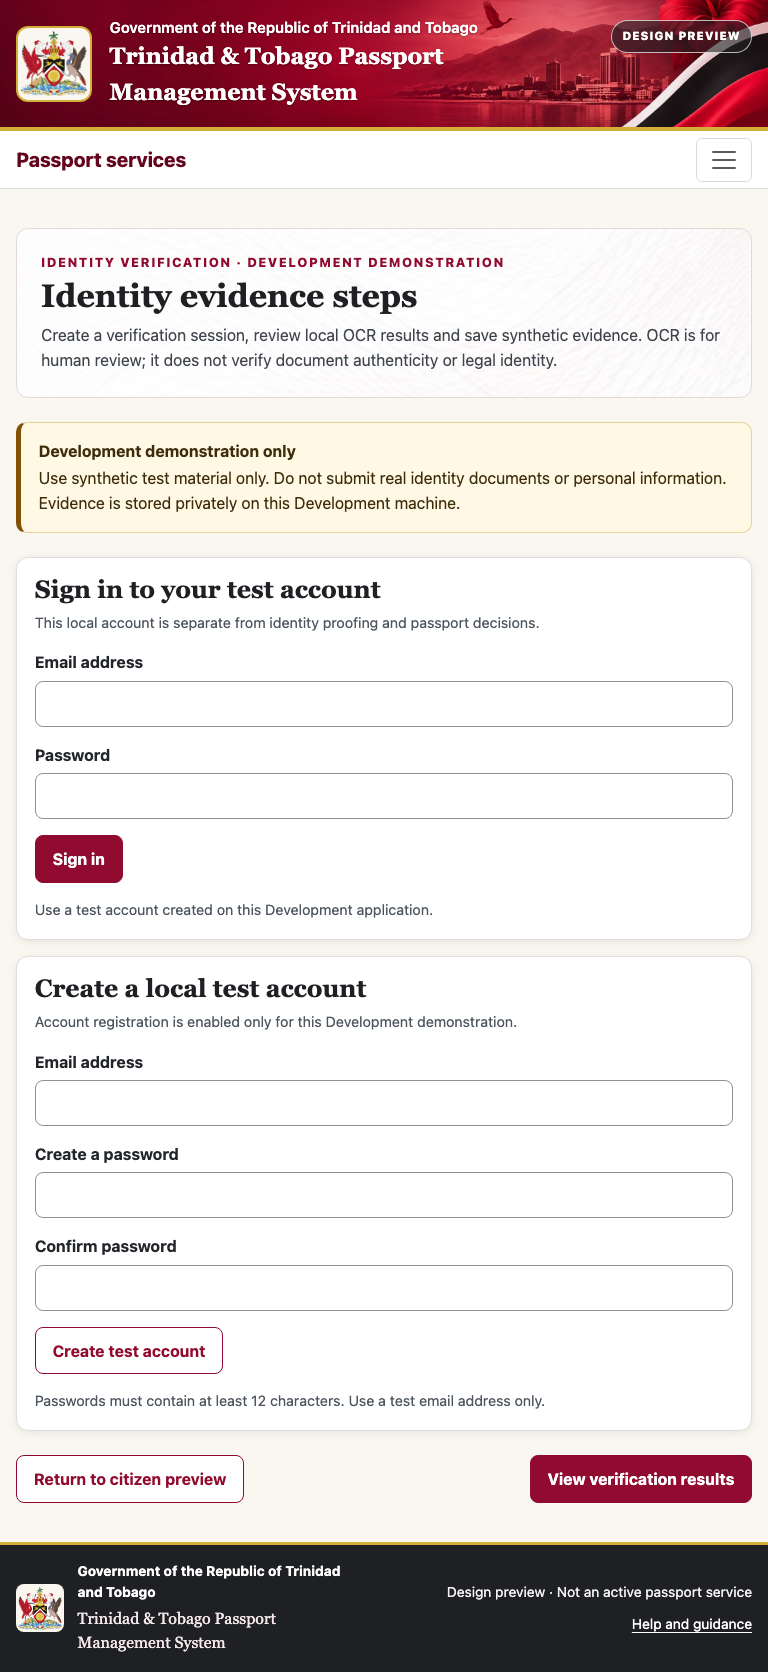 Government of the Republic of Trinidad and Tobago
Trinidad & Tobago Passport
Management System
DESIGN PREVIEW
Passport services
IDENTITY VERIFICATION · DEVELOPMENT DEMONSTRATION
Identity evidence steps
Create a verification session, review local OCR results and save synthetic evidence. OCR is for
human review; it does not verify document authenticity or legal identity.
Development demonstration only
Use synthetic test material only. Do not submit real identity documents or personal information.
Evidence is stored privately on this Development machine.
Sign in to your test account
This local account is separate from identity proofing and passport decisions.
Email address
Password
Sign in
Use a test account created on this Development application.
Create a local test account
Account registration is enabled only for this Development demonstration.
Email address
Create a password
Confirm password
Create test account
Passwords must contain at least 12 characters. Use a test email address only.
Return to citizen preview
View verification results
Government of the Republic of Trinidad
and Tobago
Trinidad & Tobago Passport
Management System
Design preview · Not an active passport service
Help and guidance